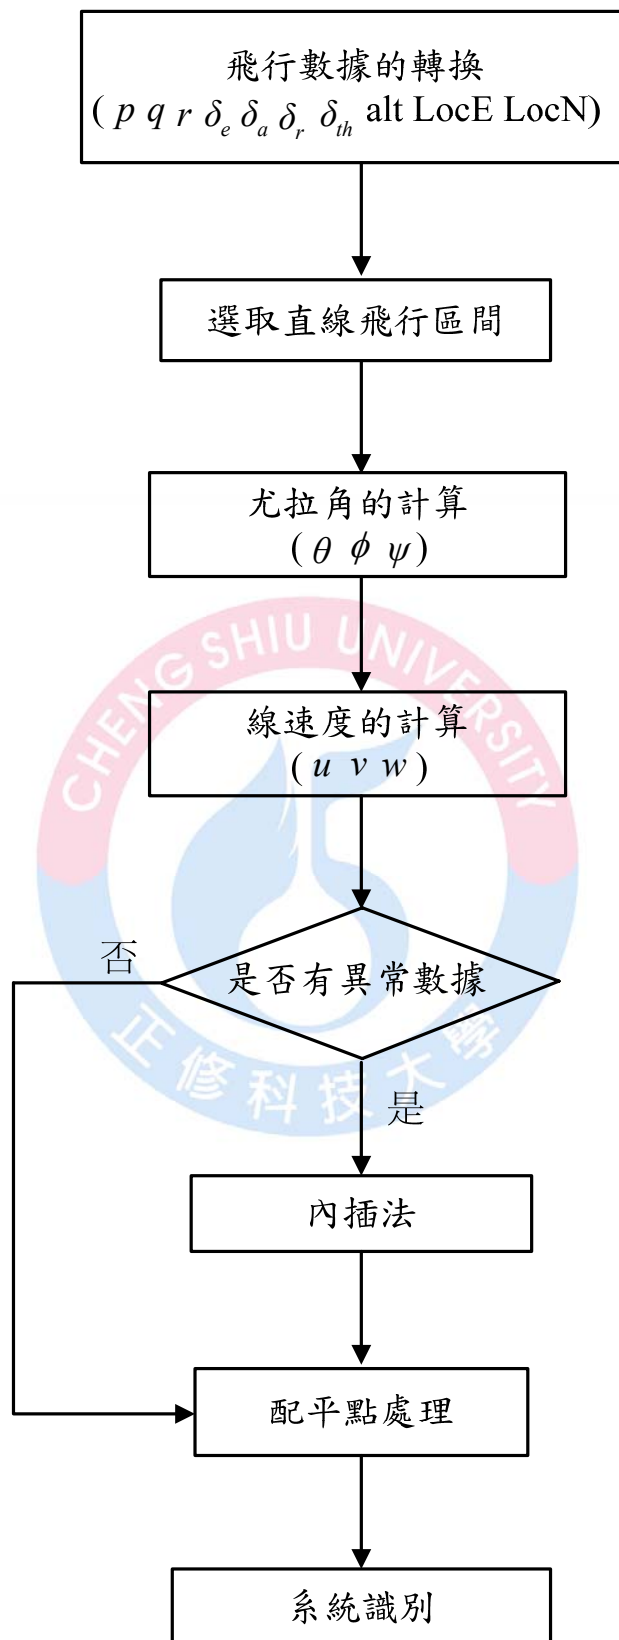 飛行數據的轉換
( p q r δe δa δr δth alt LocE LocN)
選取直線飛行區間
尤拉角的計算
( θ ϕ ψ )
線速度的計算
( u v w )
CHENG SHIU UNIVERSITY
否
是否有異常數據
正修科技大學
是
內插法
配平點處理
系統識別